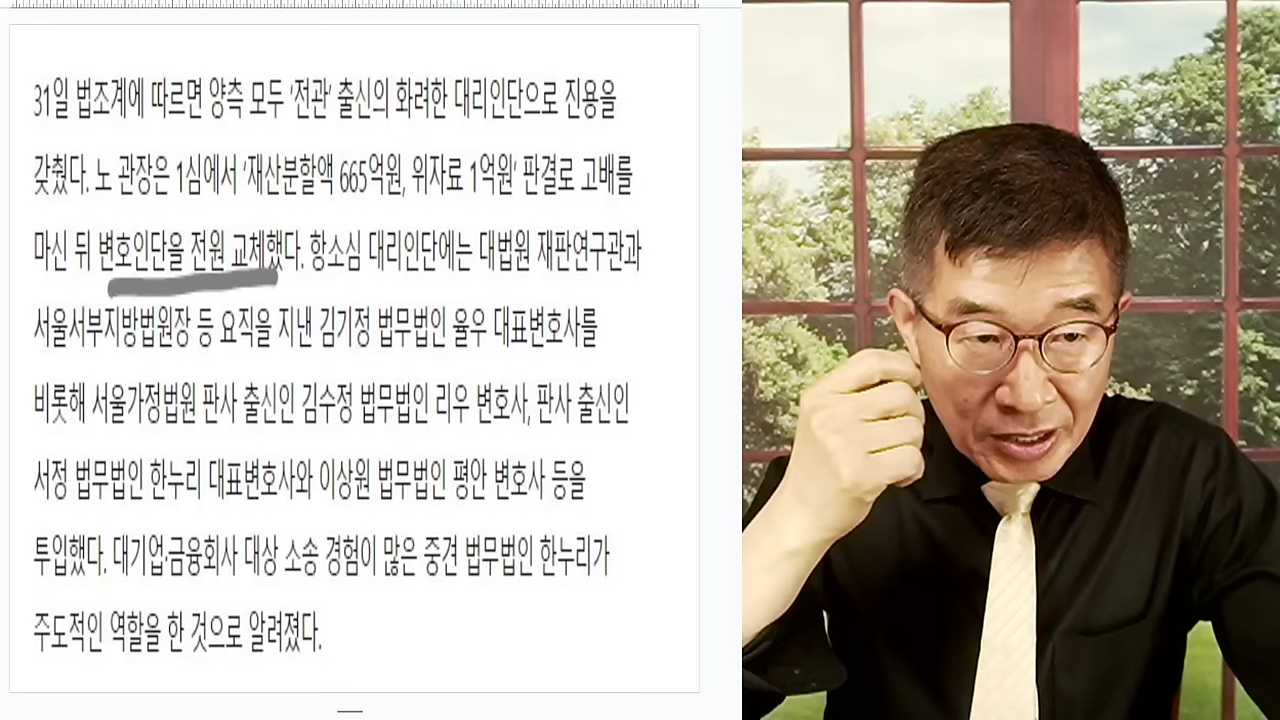 31일 법조계에 따르면 양측 모두 '전관' 출신의 화려한 대리인단으로 진용을
갖췄다. 노 관장은 1심에서 '재산분할액 665억원, 위자료 1억원' 판결로 고배를
마신 뒤 변호인단을 전원 교체했다. 항소심 대리인단에는 대법원 재판연구관과
서울서부지방법원장 등 요직을 지낸 김기정 법무법인 율우 대표변호사를
비롯해 서울가정법원 판사 출신인 김수정 법무법인 리우 변호사, 판사 출신인
서정 법무법인 한누리 대표변호사와 이상원 법무법인 평안 변호사 등을
투입했다. 대기업·금융회사 대상 소송 경험이 많은 중견 법무법인 한누리가
주도적인 역할을 한 것으로 알려졌다.